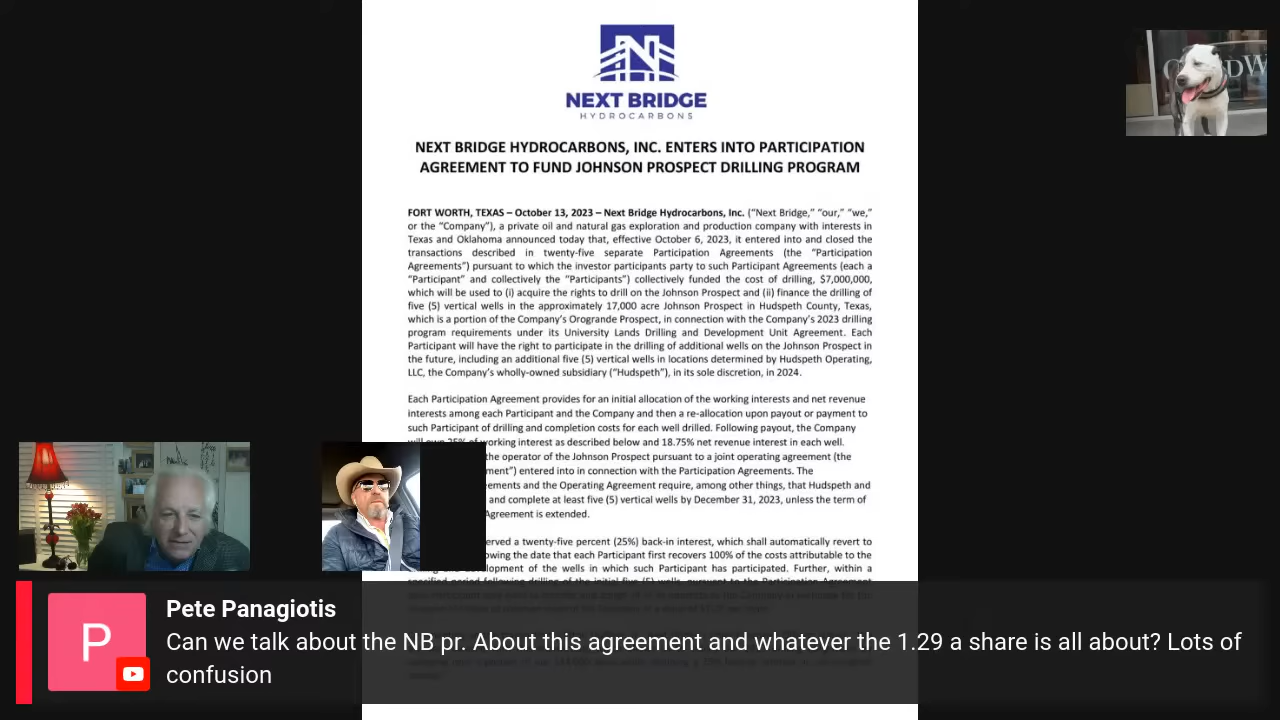 NEXT BRIDGE
HYDROCARBONS
NEXT BRIDGE HYDROCARBONS, INC. ENTERS INTO PARTICIPATION
AGREEMENT TO FUND JOHNSON PROSPECT DRILLING PROGRAM
FORT WORTH, TEXAS – October 13, 2023 – Next Bridge Hydrocarbons, Inc. (“Next Bridge,” “our,” “we,”
or the “Company”), a private oil and natural gas exploration and production company with interests in
Texas and Oklahoma announced today that, effective October 6, 2023, it entered into and closed the
transactions described in twenty-five separate Participation Agreements (the “Participation
Agreements”) pursuant to which the investor participants party to such Participant Agreements (each a
“Participant” and collectively the “Participants”) collectively funded the cost of drilling, $7,000,000,
which will be used to (i) acquire the rights to drill on the Johnson Prospect and (ii) finance the drilling of
five (5) vertical wells in the approximately 17,000 acre Johnson Prospect in Hudspeth County, Texas,
which is a portion of the Company’s Orogrande Prospect, in connection with the Company’s 2023 drilling
program requirements under its University Lands Drilling and Development Unit Agreement. Each
Participant will have the right to participate in the drilling of additional wells on the Johnson Prospect in
the future, including an additional five (5) vertical wells in locations determined by Hudspeth Operating,
LLC, the Company’s wholly-owned subsidiary (“Hudspeth”), in its sole discretion, in 2024.
Each Participation Agreement provides for an initial allocation of the working interests and net revenue
interests among each Participant and the Company and then a re-allocation upon payout or payment to
such Participant of drilling and completion costs for each well drilled. Following payout, the Company
will own 25% of working interest as described below and 18.75% net revenue interest in each well.
the operator of the Johnson Prospect pursuant to a joint operating agreement (the
ment”) entered into in connection with the Participation Agreements. The
eements and the Operating Agreement require, among other things, that Hudspeth and
and complete at least five (5) vertical wells by December 31, 2023, unless the term of
Agreement is extended.
erved a twenty-five percent (25%) back-in interest, which shall automatically revert to
owing the date that each Participant first recovers 100% of the costs attributable to the
lopment of the wells in which such Participant has participated. Further, within a
P
Pete Panagiotis
Can we talk about the NB pr. About this agreement and whatever the 1.29 a share is all about? Lots of
confusion